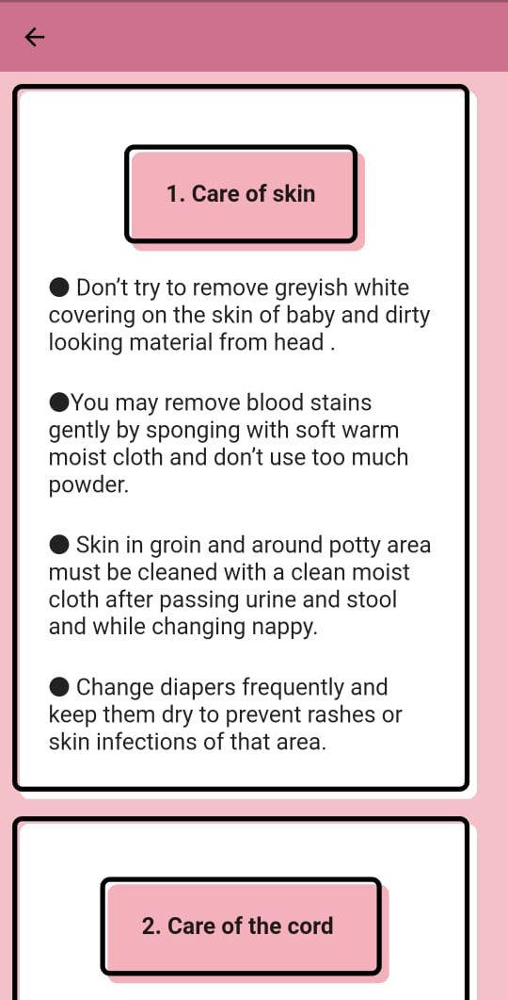 1. Care of skin
● Don't try to remove greyish white
covering on the skin of baby and dirty
looking material from head .
●You may remove blood stains
gently by sponging with soft warm
moist cloth and don't use too much
powder.
● Skin in groin and around potty area
must be cleaned with a clean moist
cloth after passing urine and stool
and while changing nappy.
● Change diapers frequently and
keep them dry to prevent rashes or
skin infections of that area.
2. Care of the cord